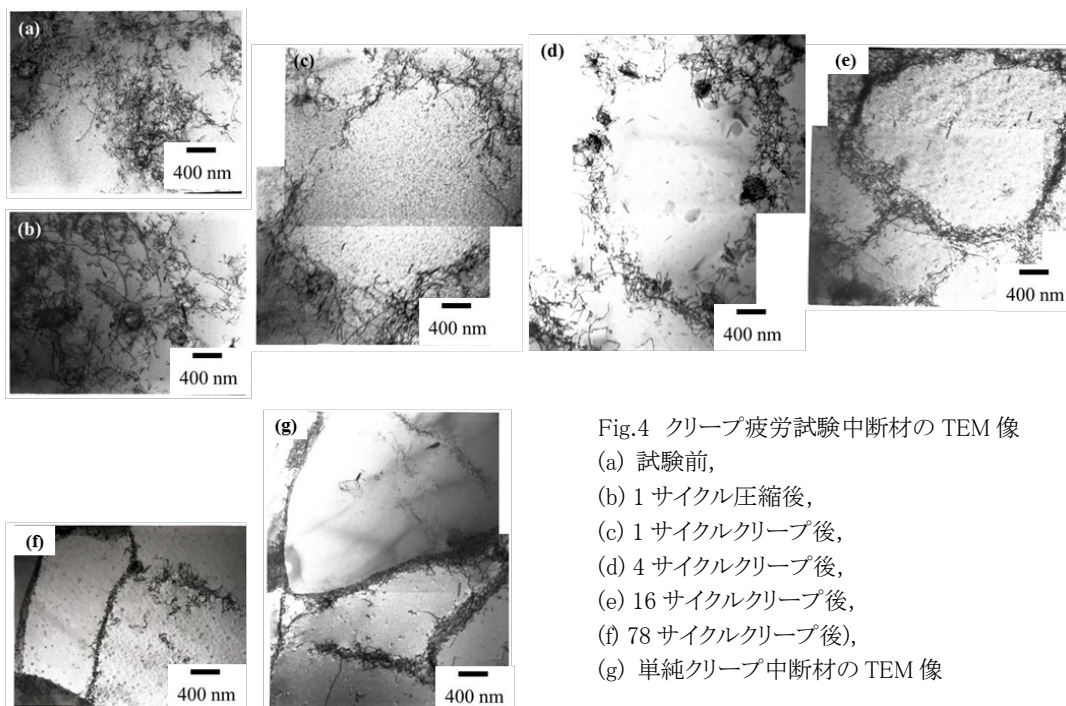 (a)
400 nm
(b)
400 nm
(c)
400 nm
(d)
400 nm
(e)
400 nm
(f)
400 nm
(g)
400 nm
Fig.4 クリープ疲労試験中断材の TEM 像
(a) 試験前,
(b) 1 サイクル圧縮後,
(c) 1 サイクルクリープ後,
(d) 4 サイクルクリープ後,
(e) 16 サイクルクリープ後,
(f) 78 サイクルクリープ後),
(g) 単純クリープ中断材の TEM 像